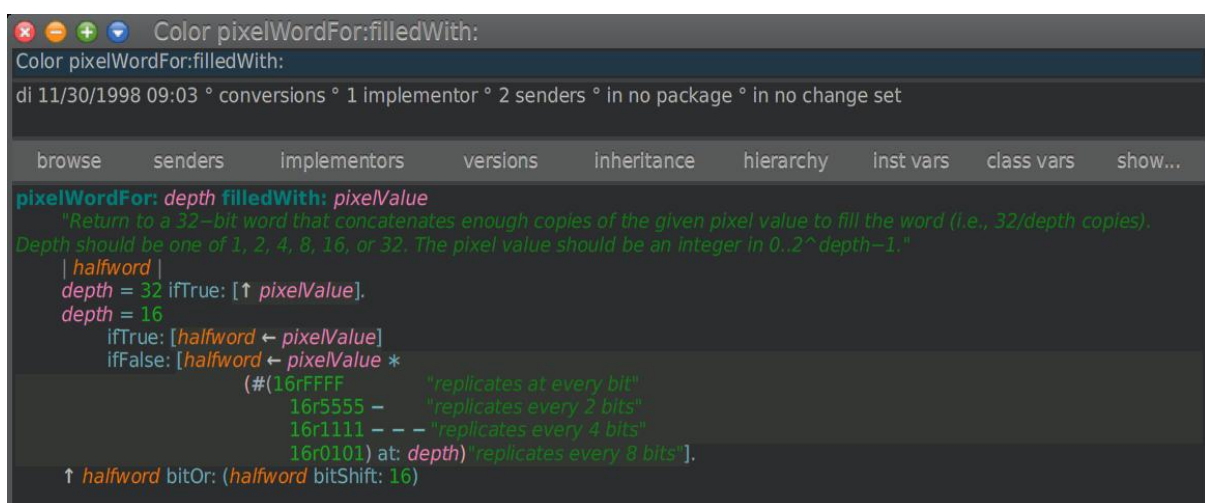 Color pixelWordFor:filledWith:
Color pixelWordFor:filledWith:
di 11/30/1998 09:03 ° conversions ° 1 implementor ° 2 senders ° in no package ° in no change set
browse senders implementors versions inheritance hierarchy inst vars class vars show...
pixelWordFor: depth filledWith: pixelValue
"Return to a 32−bit word that concatenates enough copies of the given pixel value to fill the word (i.e., 32/depth copies).
Depth should be one of 1, 2, 4, 8, 16, or 32. The pixel value should be an integer in 0..2^depth−1."
| halfword |
depth = 32 ifTrue: [↑ pixelValue].
depth = 16
ifTrue: [halfword ← pixelValue]
ifFalse: [halfword ← pixelValue *
(#(16rFFFF "replicates at every bit"
16r5555 − "replicates every 2 bits"
16r1111 − − − "replicates every 4 bits"
16r0101) at: depth) "replicates every 8 bits"].
↑ halfword bitOr: (halfword bitShift: 16)